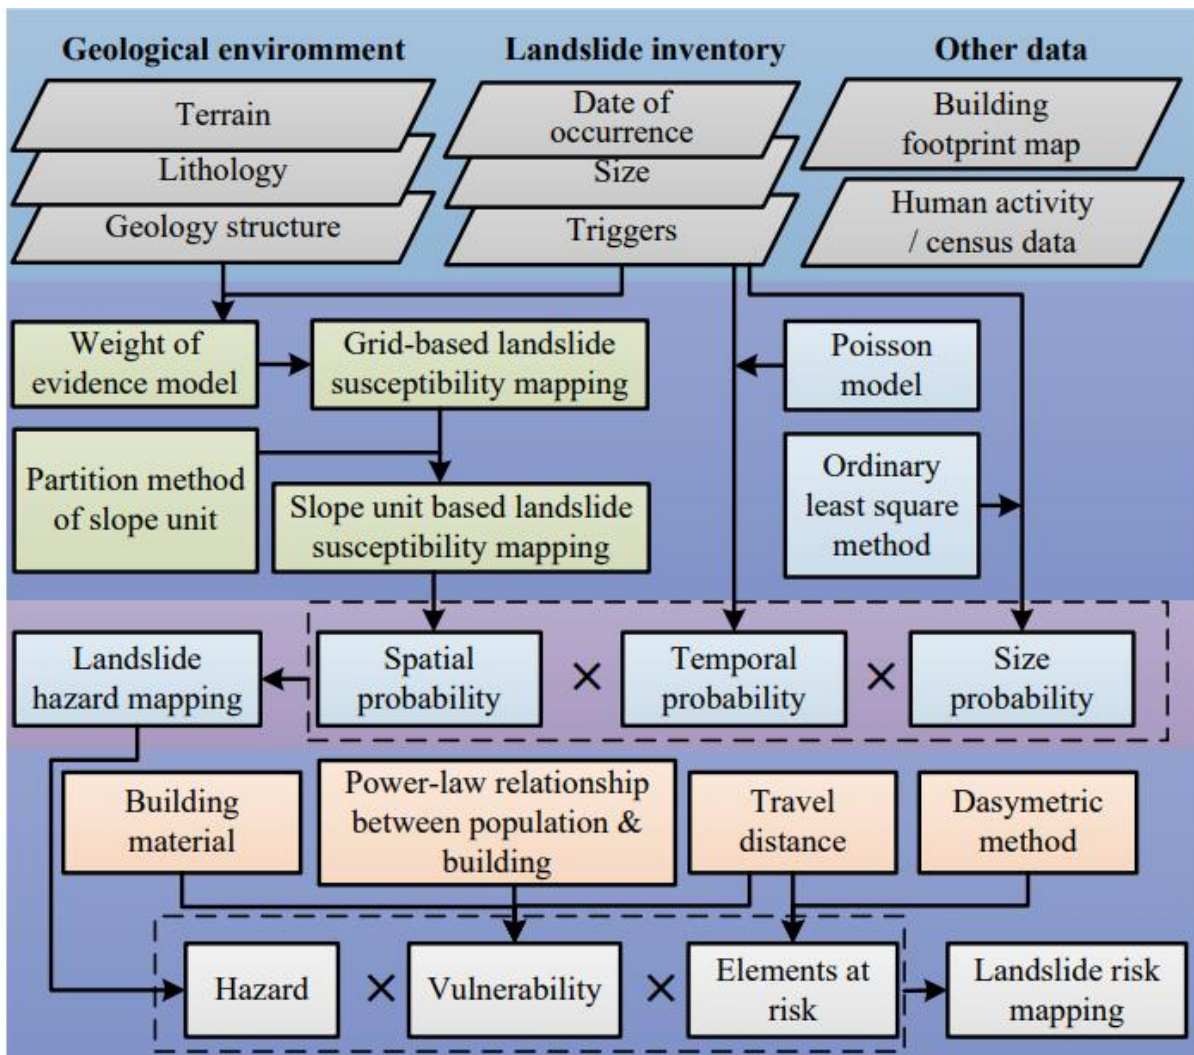 Geological enviromment
Landslide inventory
Other data
Terrain
Lithology
Geology structure
Date of
occurrence
Size
Triggers
Building
footprint map
Human activity
/ census data
Weight of
evidence model
Grid-based landslide
susceptibility mapping
Poisson
model
Partition method
of slope unit
Slope unit based landslide
susceptibility mapping
Ordinary
least square
method
Landslide
hazard mapping
Spatial
probability
×
Temporal
probability
×
Size
probability
Building
material
Power-law relationship
between population &
building
Travel
distance
Dasymetric
method
Hazard
×
Vulnerability
×
Elements at
risk
Landslide risk
mapping